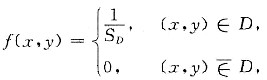 f(x,y) = { 1/S_D, (x,y) ∈ D,
0, (x,y) ∈̅ D,